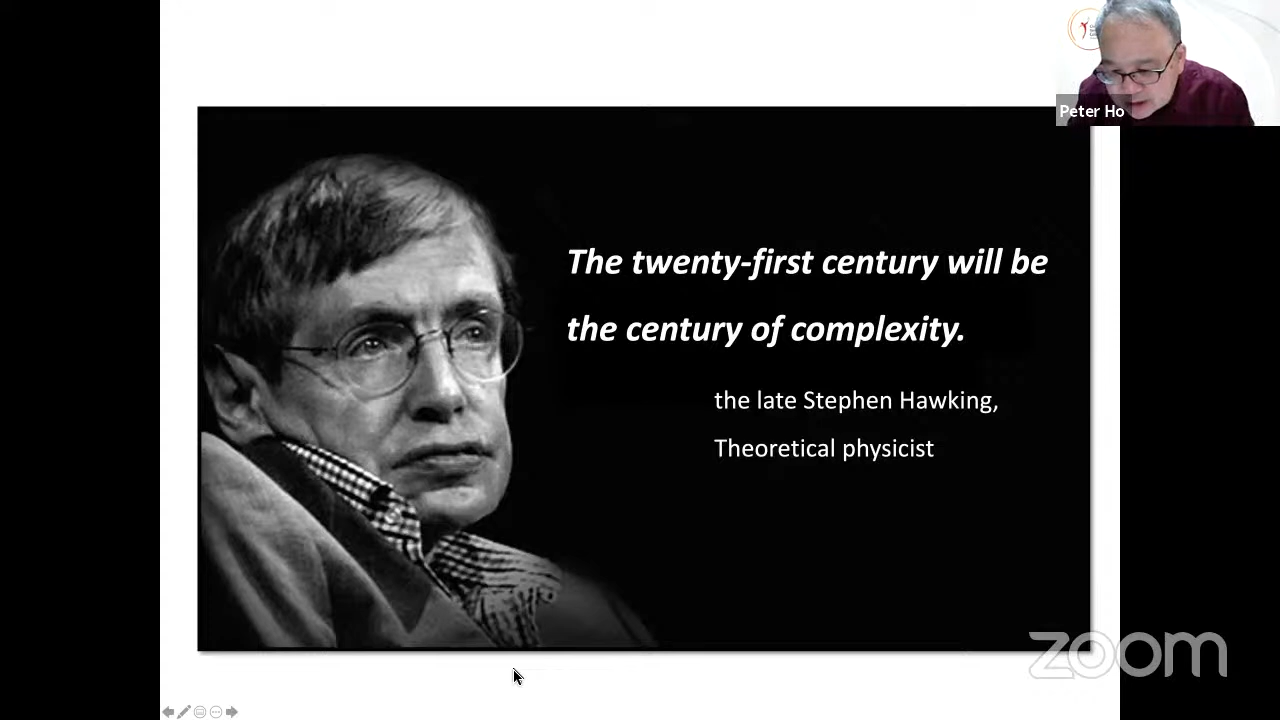 Peter Ho
The twenty-first century will be
the century of complexity.
the late Stephen Hawking,
Theoretical physicist
zoom